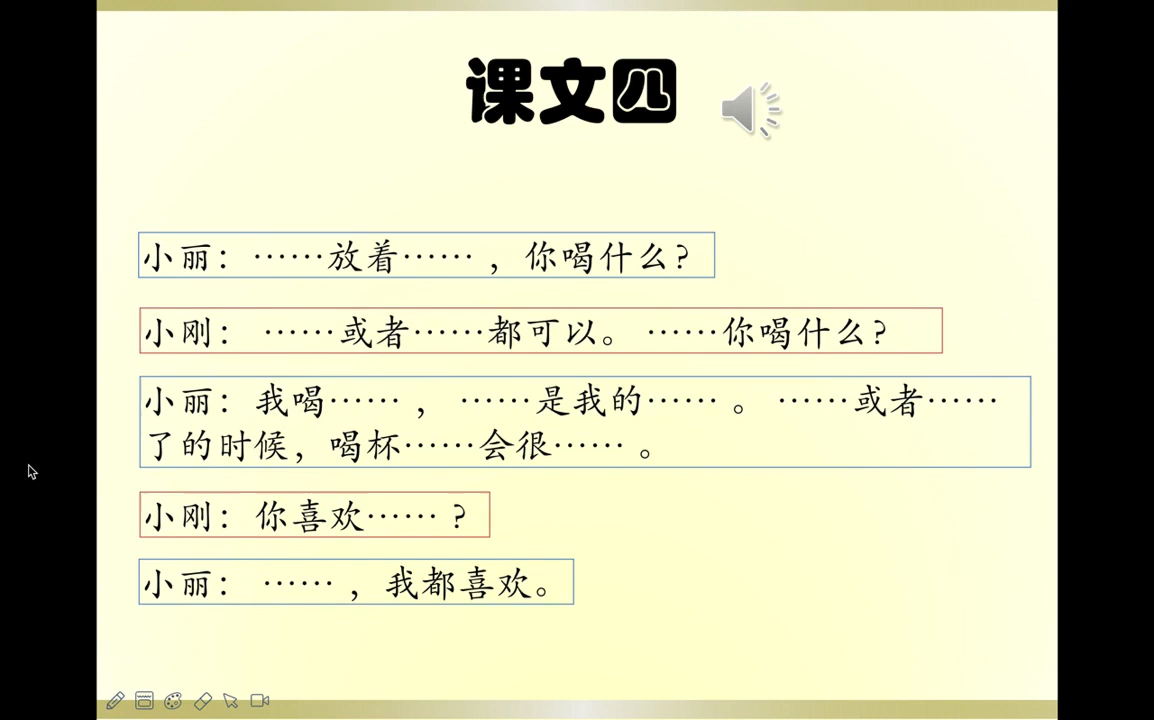 课文四
小丽：……放着……，你喝什么？
小刚：……或者……都可以。……你喝什么？
小丽：我喝……，……是我的……。……或者……
了的时候，喝杯……会很……。
小刚：你喜欢……？
小丽：……，我都喜欢。